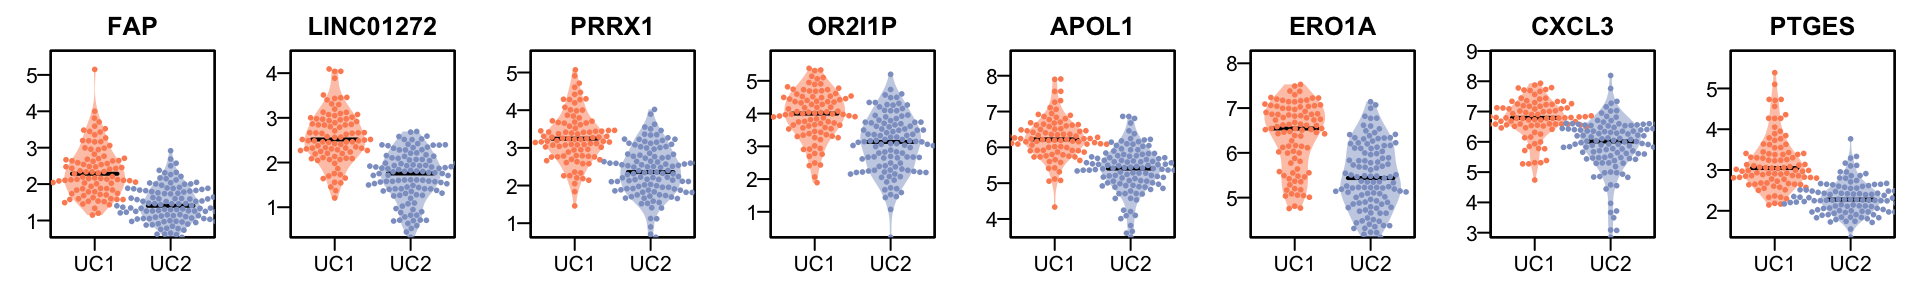 FAP LINC01272 PRRX1 OR2I1P APOL1 ERO1A CXCL3 PTGES
5 4 3 2 1
4 3 2 1
5 4 3 2 1
5 4 3 2 1
8 7 6 5 4
8 7 6 5
9 8 7 6 5 4 3
5 4 3 2
UC1 UC2 UC1 UC2 UC1 UC2 UC1 UC2 UC1 UC2 UC1 UC2 UC1 UC2 UC1 UC2